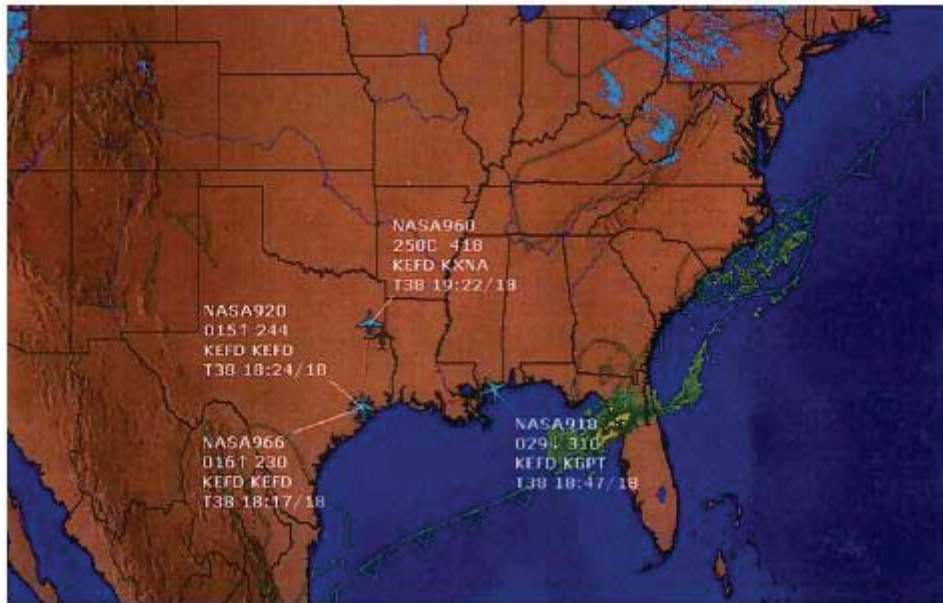 NASA960
250C 418
KEFD KXNA
T38 19:22/18
NASA920
015↑ 244
KEFD KEFD
T38 18:24/18
NASA966
016↑ 230
KEFD KEFD
T38 18:17/18
NASA918
029↓ 310
KEFD KGPT
T38 18:47/18